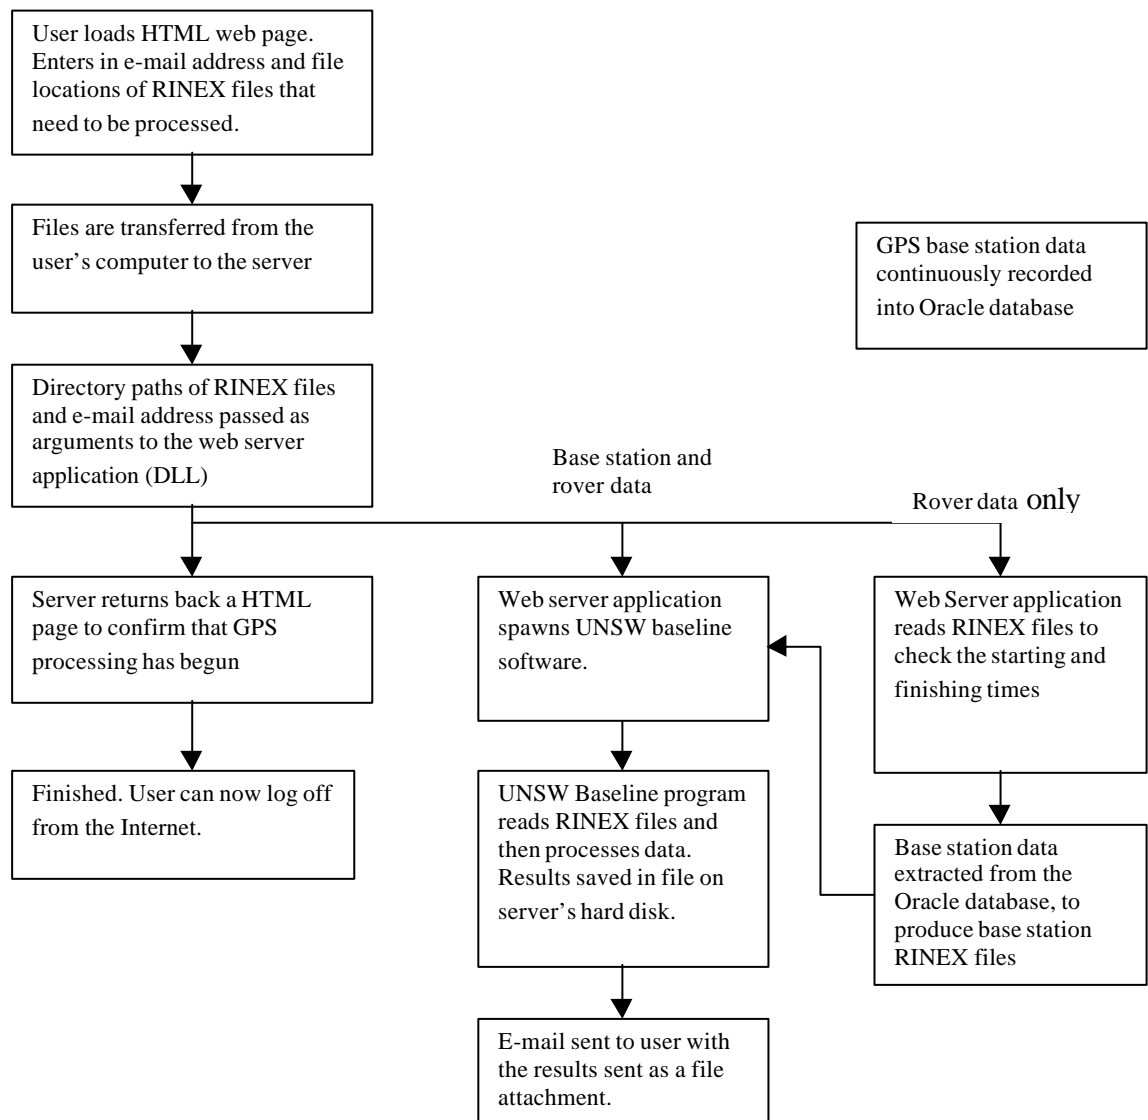 User loads HTML web page.
Enters in e-mail address and file
locations of RINEX files that
need to be processed.
Files are transferred from the
user’s computer to the server
GPS base station data
continuously recorded
into Oracle database
Directory paths of RINEX files
and e-mail address passed as
arguments to the web server
application (DLL)
Base station and
rover data
Rover data only
Server returns back a HTML
page to confirm that GPS
processing has begun
Web server application
spawns UNSW baseline
software.
Web Server application
reads RINEX files to
check the starting and
finishing times
Finished. User can now log off
from the Internet.
UNSW Baseline program
reads RINEX files and
then processes data.
Results saved in file on
server’s hard disk.
Base station data
extracted from the
Oracle database, to
produce base station
RINEX files
E-mail sent to user with
the results sent as a file
attachment.